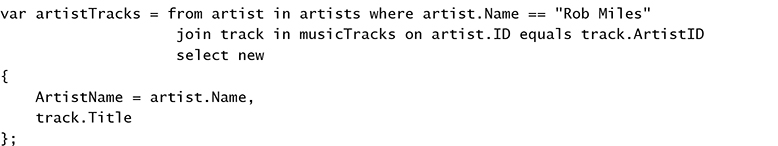 var artistTracks = from artist in artists where artist.Name == "Rob Miles"
                   join track in musicTracks on artist.ID equals track.ArtistID
                   select new
{
    ArtistName = artist.Name,
    track.Title
};